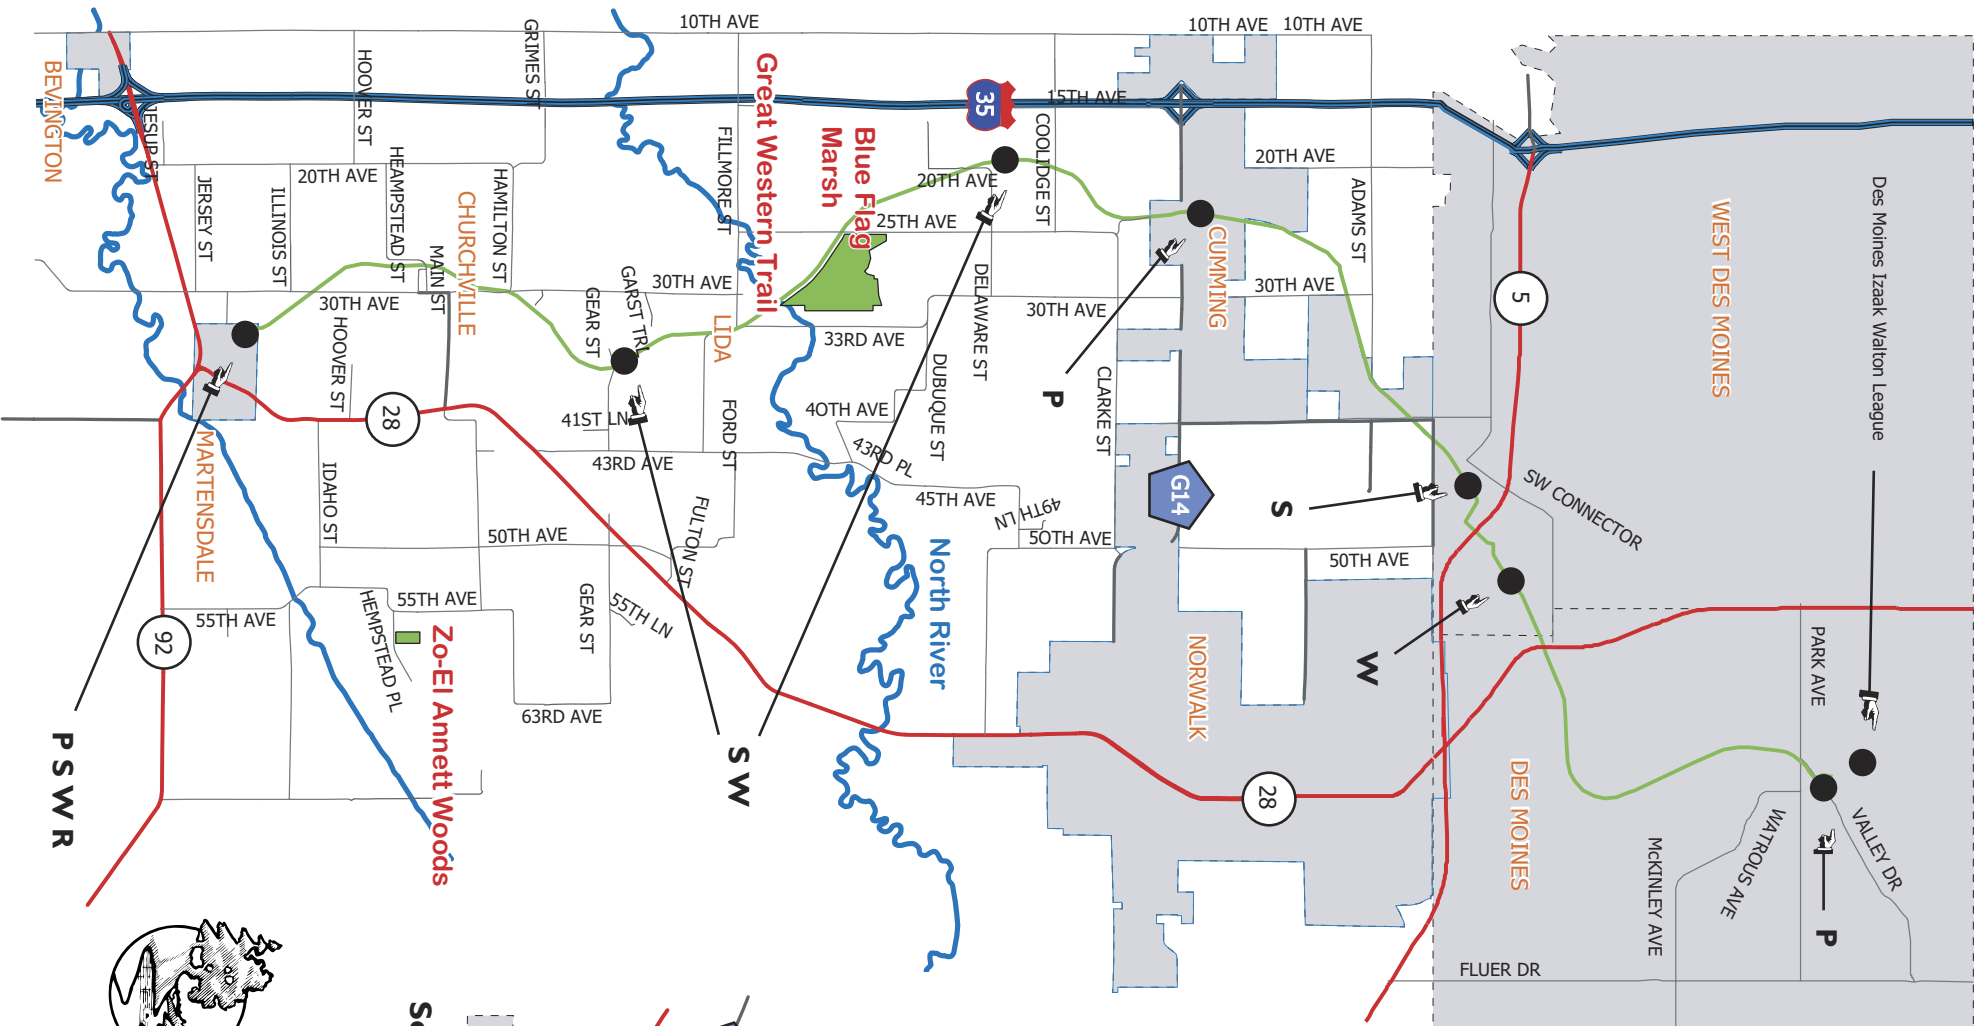 10TH AVE
10TH AVE
10TH AVE
GRIMES ST
HOOVER ST
BEVINGTON
JESUP ST
Great Western Trail
35
15TH AVE
COOLIDGE ST
Blue Flag
Marsh
FILLMORE ST
20TH AVE
20TH AVE
20TH AVE
25TH AVE
JERSEY ST
ILLINOIS ST
HEAMPSTEAD ST
HAMILTON ST
CHURCHVILLE
MAIN ST
ADAMS ST
WEST DES MOINES
Des Moines Izaak Walton League
CUMMING
5
30TH AVE
30TH AVE
30TH AVE
30TH AVE
GARST TRL
GEAR ST
LIDA
DELAWARE ST
33RD AVE
HOOVER ST
DUBUQUE ST
CLARKE ST
P
28
41ST LN
43RD AVE
FORD ST
40TH AVE
43RD PL
45TH AVE
49TH LN
50TH AVE
MARTENSDALE
IDAHO ST
G14
S
SW CONNECTOR
FULTON ST
50TH AVE
50TH AVE
North River
55TH AVE
55TH AVE
HEMPSTEAD PL
GEAR ST
55TH LN
92
Zo-El Annett Woods
63RD AVE
NORWALK
W
PARK AVE
P S W R
S W
28
DES MOINES
WATROUS AVE
VALLEY DR
McKINLEY AVE
P
FLUER DR